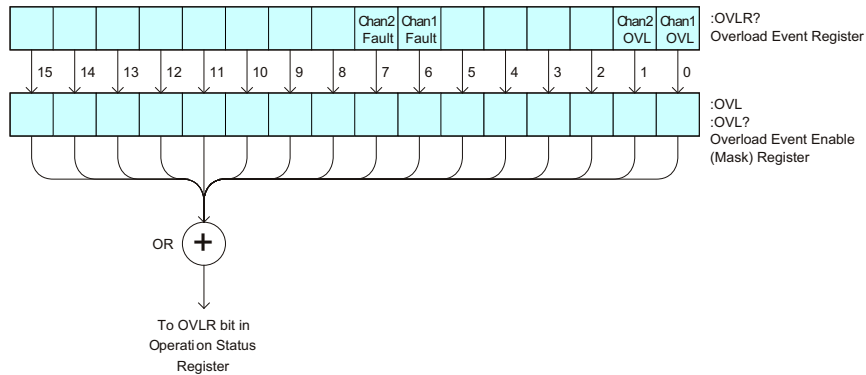 Chan2 Chan1 Chan2 Chan1 :OVLR?
Fault Fault OVL OVL Overload Event Register
15 14 13 12 11 10 9 8 7 6 5 4 3 2 1 0
:OVL
:OVL?
Overload Event Enable
(Mask) Register
OR +
To OVLR bit in
Operation Status
Register